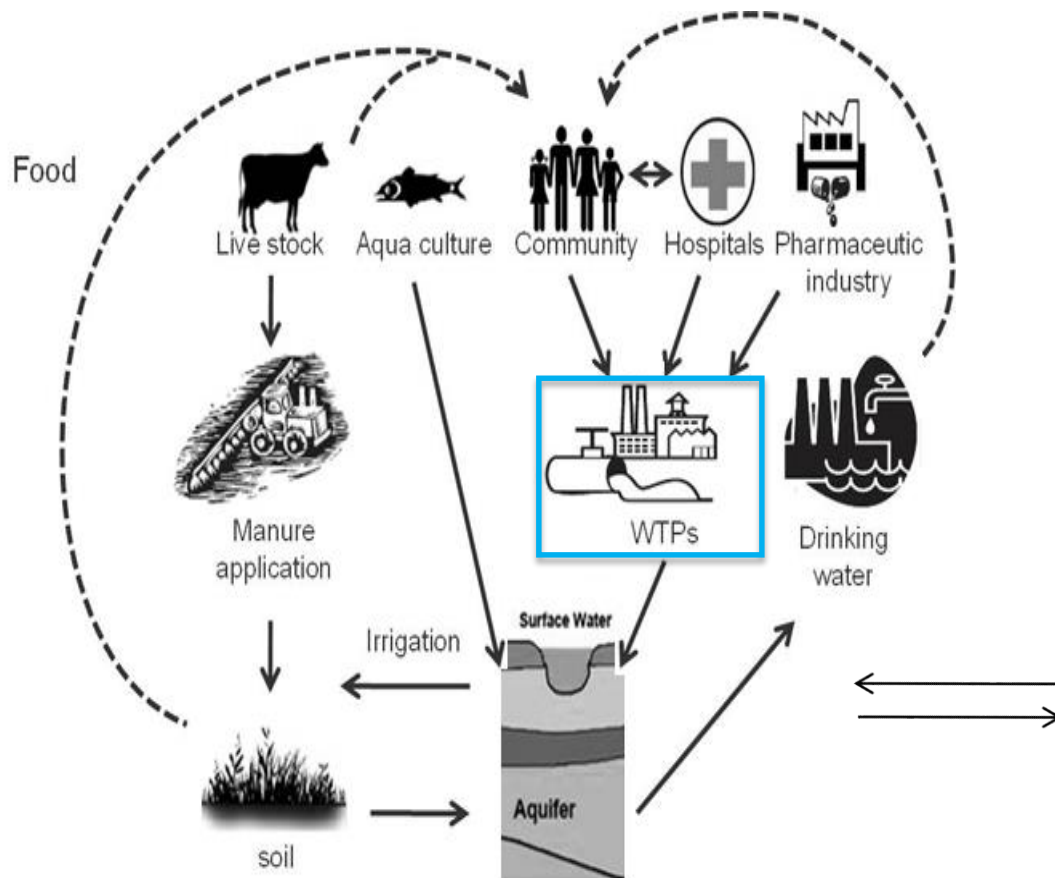 Food
Live stock
Aqua culture
Community
Hospitals
Pharmaceutic
industry
Manure
application
WTPs
Drinking
water
Surface Water
Irrigation
Aquifer
soil